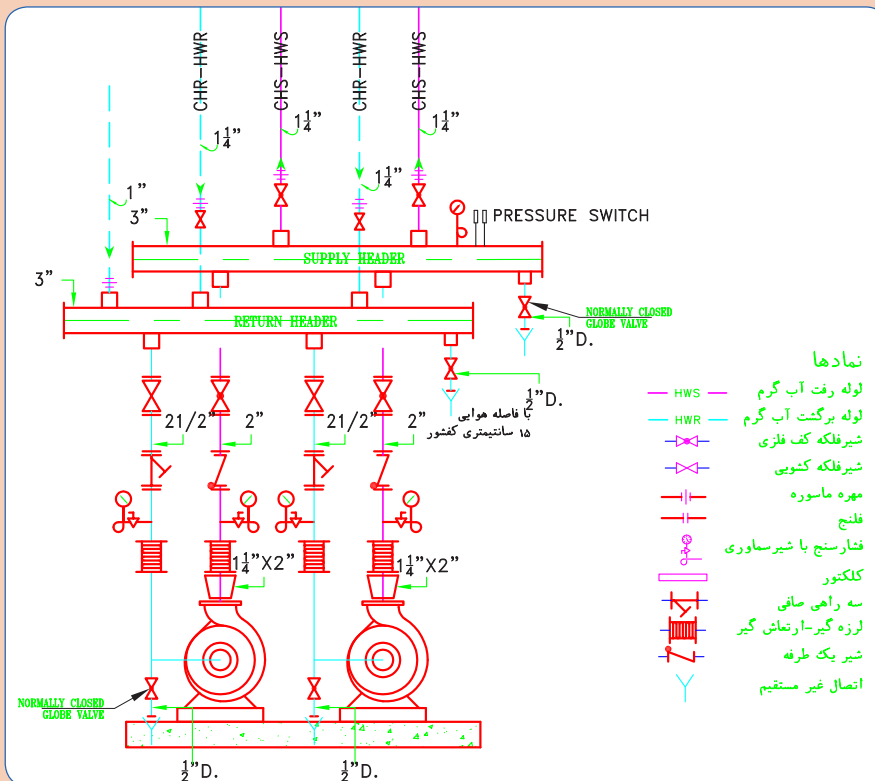 CHR-HWR
CHS-HWS
CHR-HWR
CHS-HWS
1 1/4"
1 1/4"
1 1/4"
1 1/4"
1"
3"
PRESSURE SWITCH
SUPPLY HEADER
3"
RETURN HEADER
NORMALLY CLOSED
GLOBE VALVE
1/2"D.
1/2"D.
با فاصله هوایی
۱۵ سانتیمتری کفشور
21/2"
2"
21/2"
2"
1 1/4"X2"
1 1/4"X2"
NORMALLY CLOSED
GLOBE VALVE
1/2"D.
1/2"D.
نمادها
لوله رفت آب گرم HWS
لوله برگشت آب گرم HWR
شیرفلکه کف فلزی
شیرفلکه کشویی
مهره ماسوره
فلنج
فشارسنج با شیرسماوری
کلکتور
سه راهی صافی
لرزه گیر-ارتعاش گیر
شیر یک طرفه
اتصال غیر مستقیم